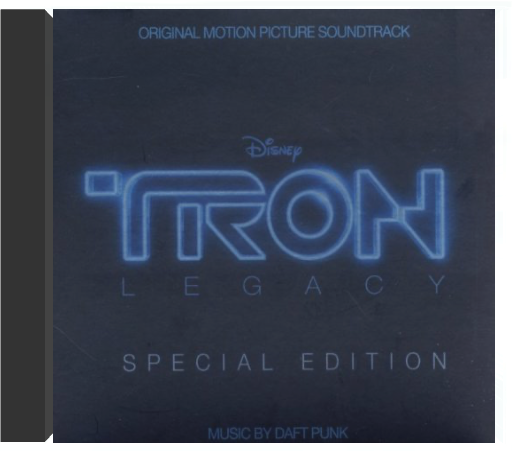 ORIGINAL MOTION PICTURE SOUNDTRACK
Disney
TRON
LEGACY
SPECIAL EDITION
MUSIC BY DAFT PUNK